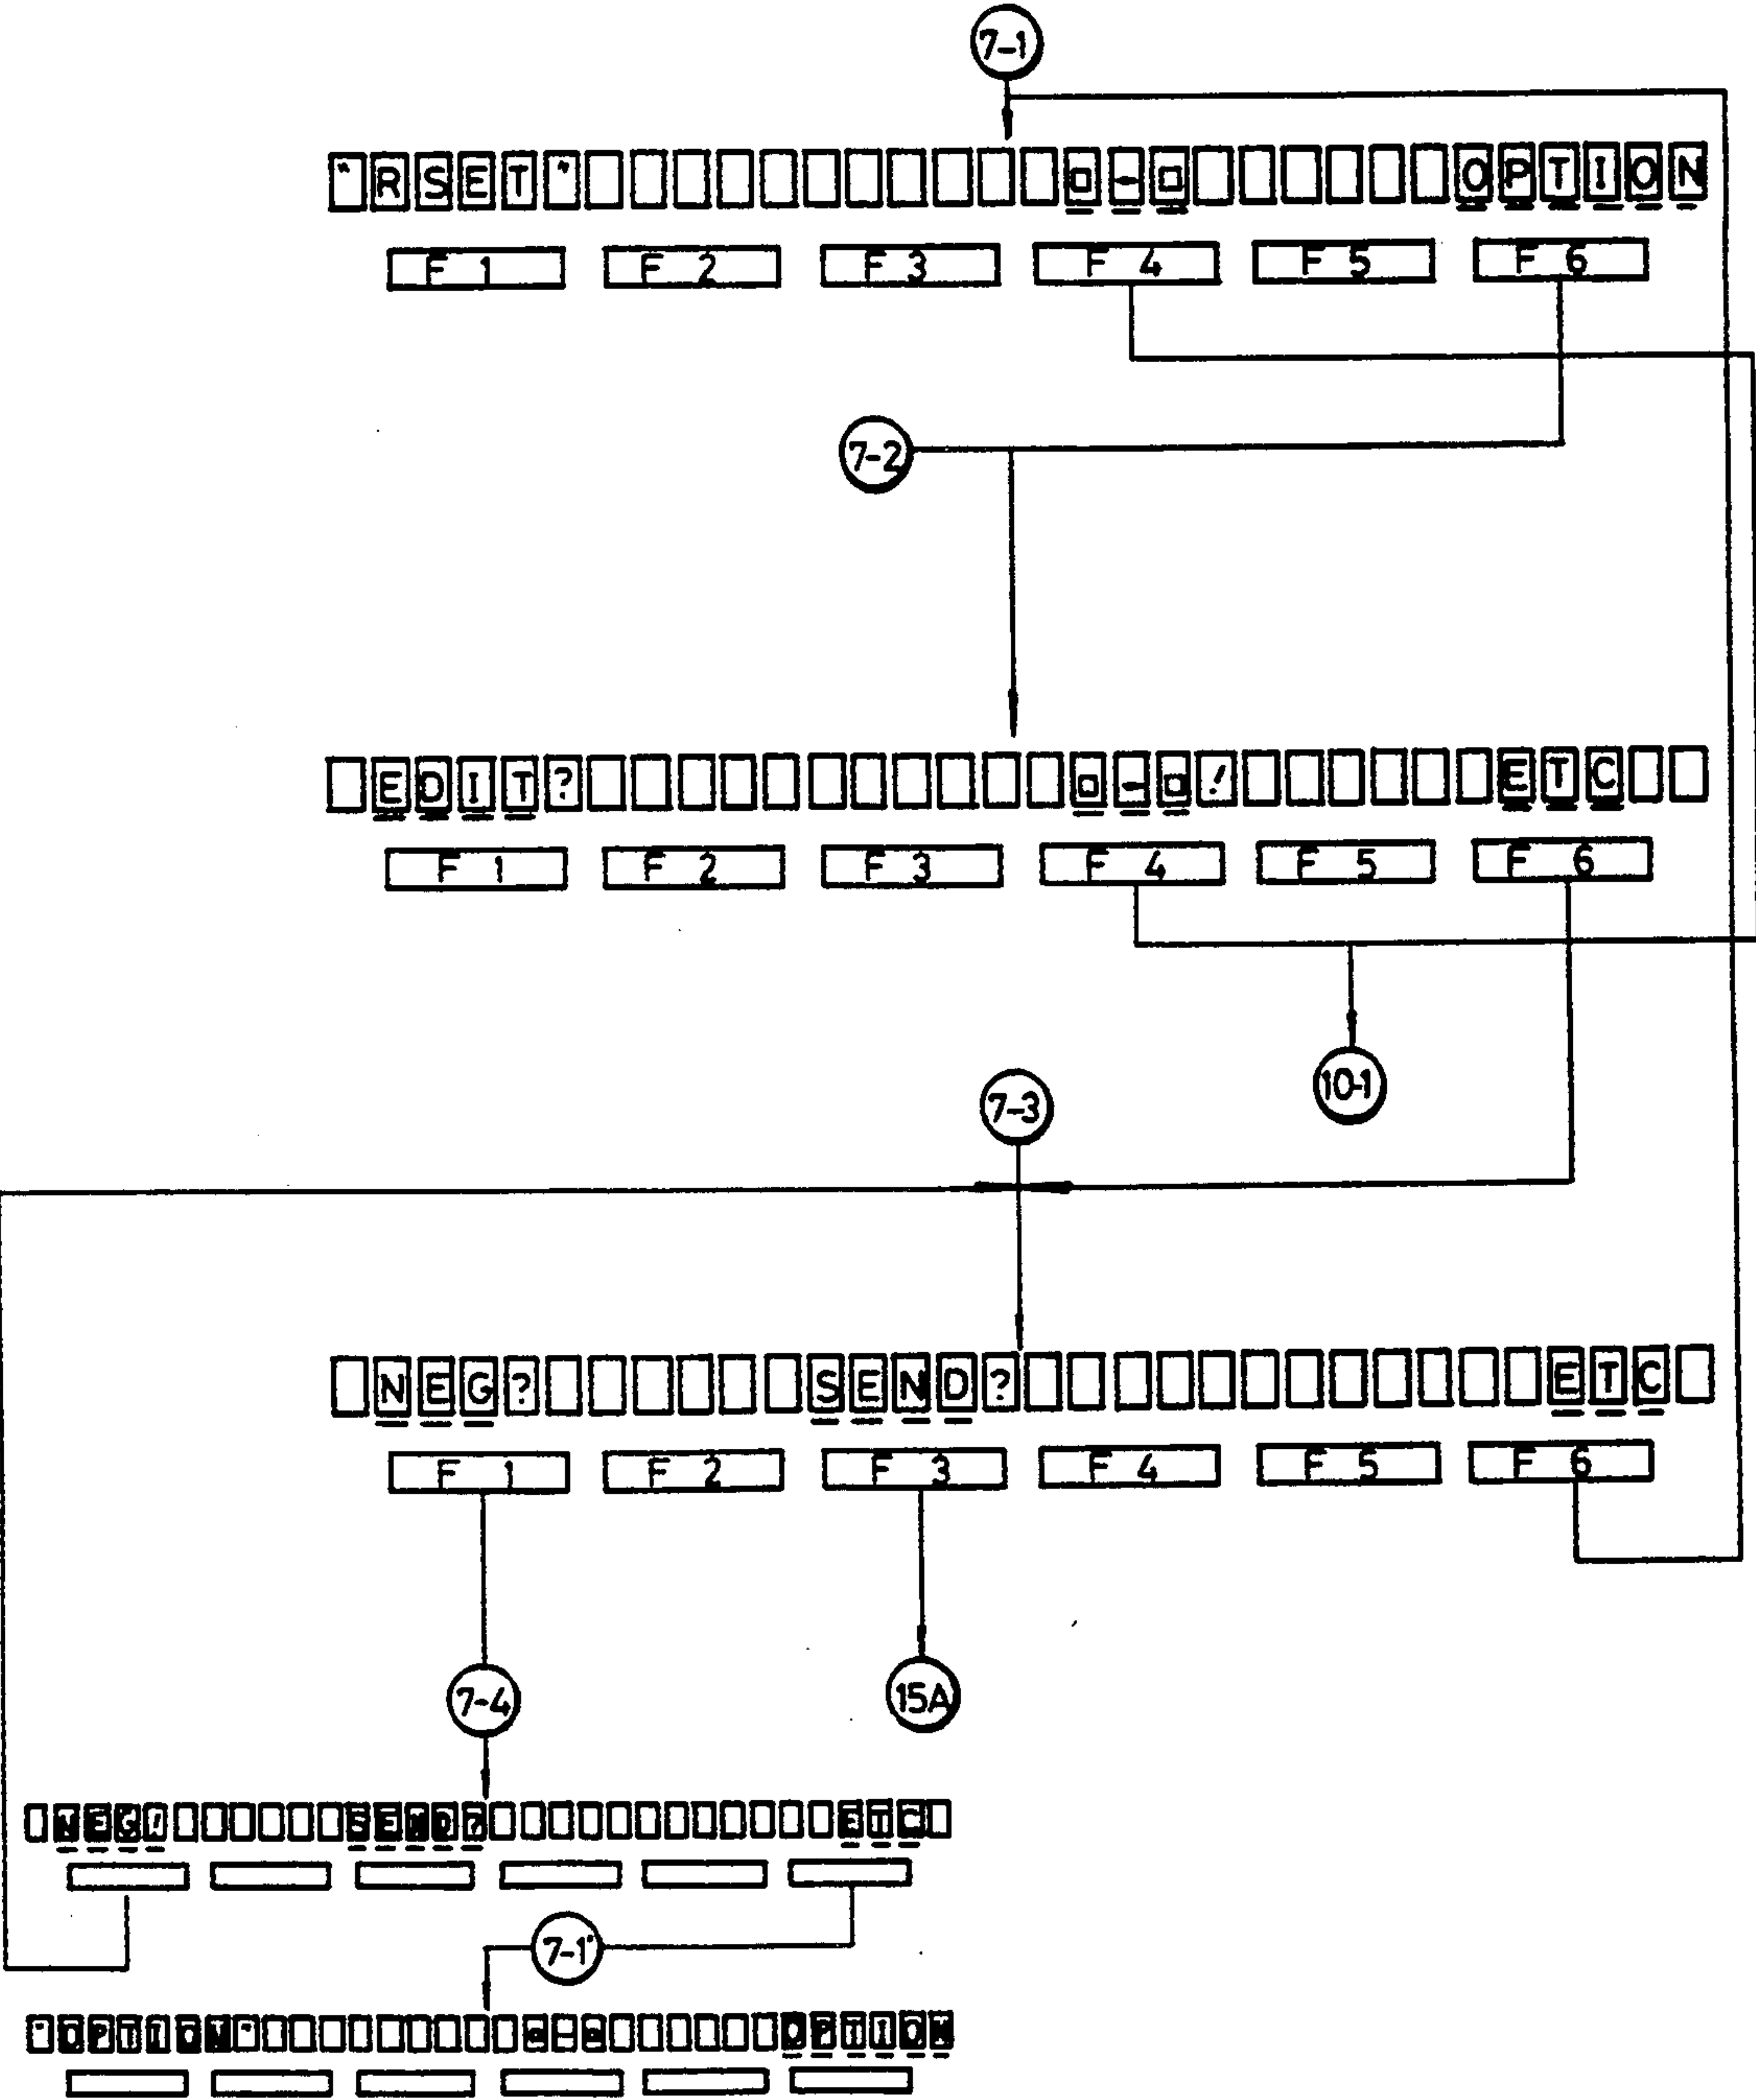 7-1
"RSET" □-□ OPTION
F 1 F 2 F 3 F 4 F 5 F 6
7-2
EDIT? □-□! ETC
F 1 F 2 F 3 F 4 F 5 F 6
10-1
7-3
NEG? SEND? ETC
F 1 F 2 F 3 F 4 F 5 F 6
7-4
15A
NEG! SEND? ETC
7-1'
"OPTION" □-□ OPTION